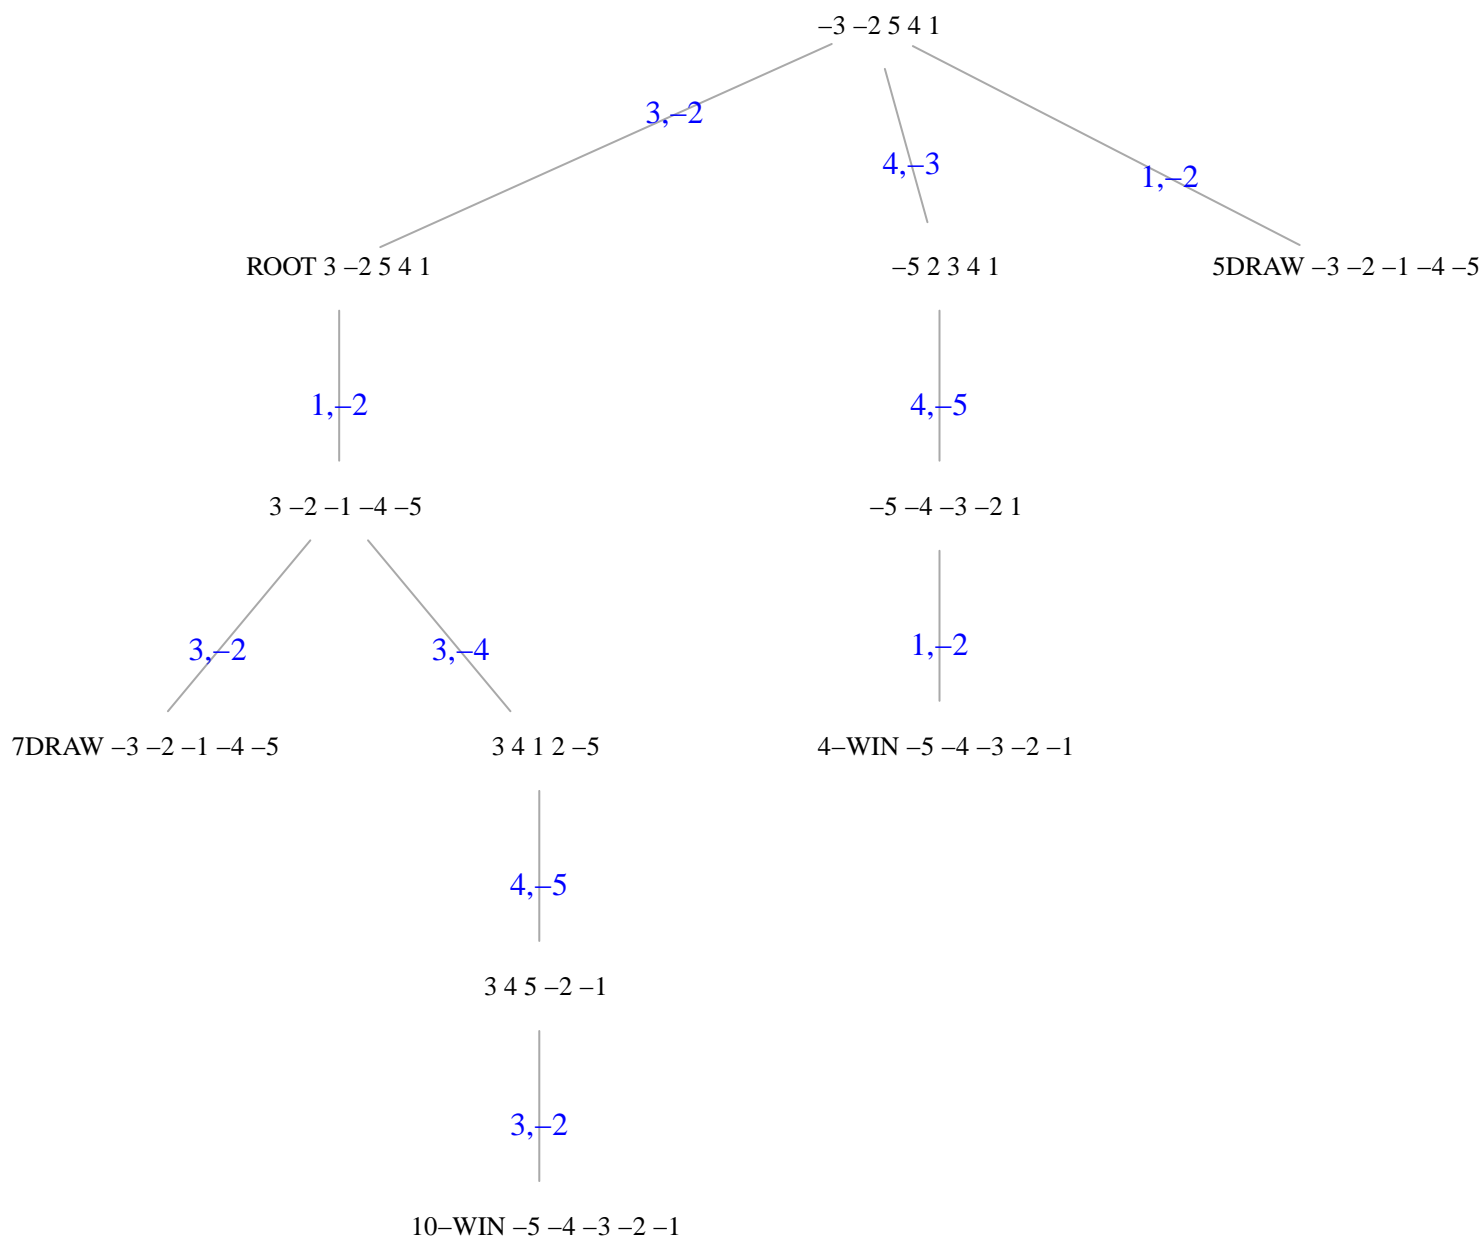 –3 –2 5 4 1
3,–2
4,–3
1,–2
ROOT 3 –2 5 4 1
–5 2 3 4 1
5DRAW –3 –2 –1 –4 –5
1,–2
4,–5
3 –2 –1 –4 –5
–5 –4 –3 –2 1
3,–2
3,–4
1,–2
7DRAW –3 –2 –1 –4 –5
3 4 1 2 –5
4–WIN –5 –4 –3 –2 –1
4,–5
3 4 5 –2 –1
3,–2
10–WIN –5 –4 –3 –2 –1